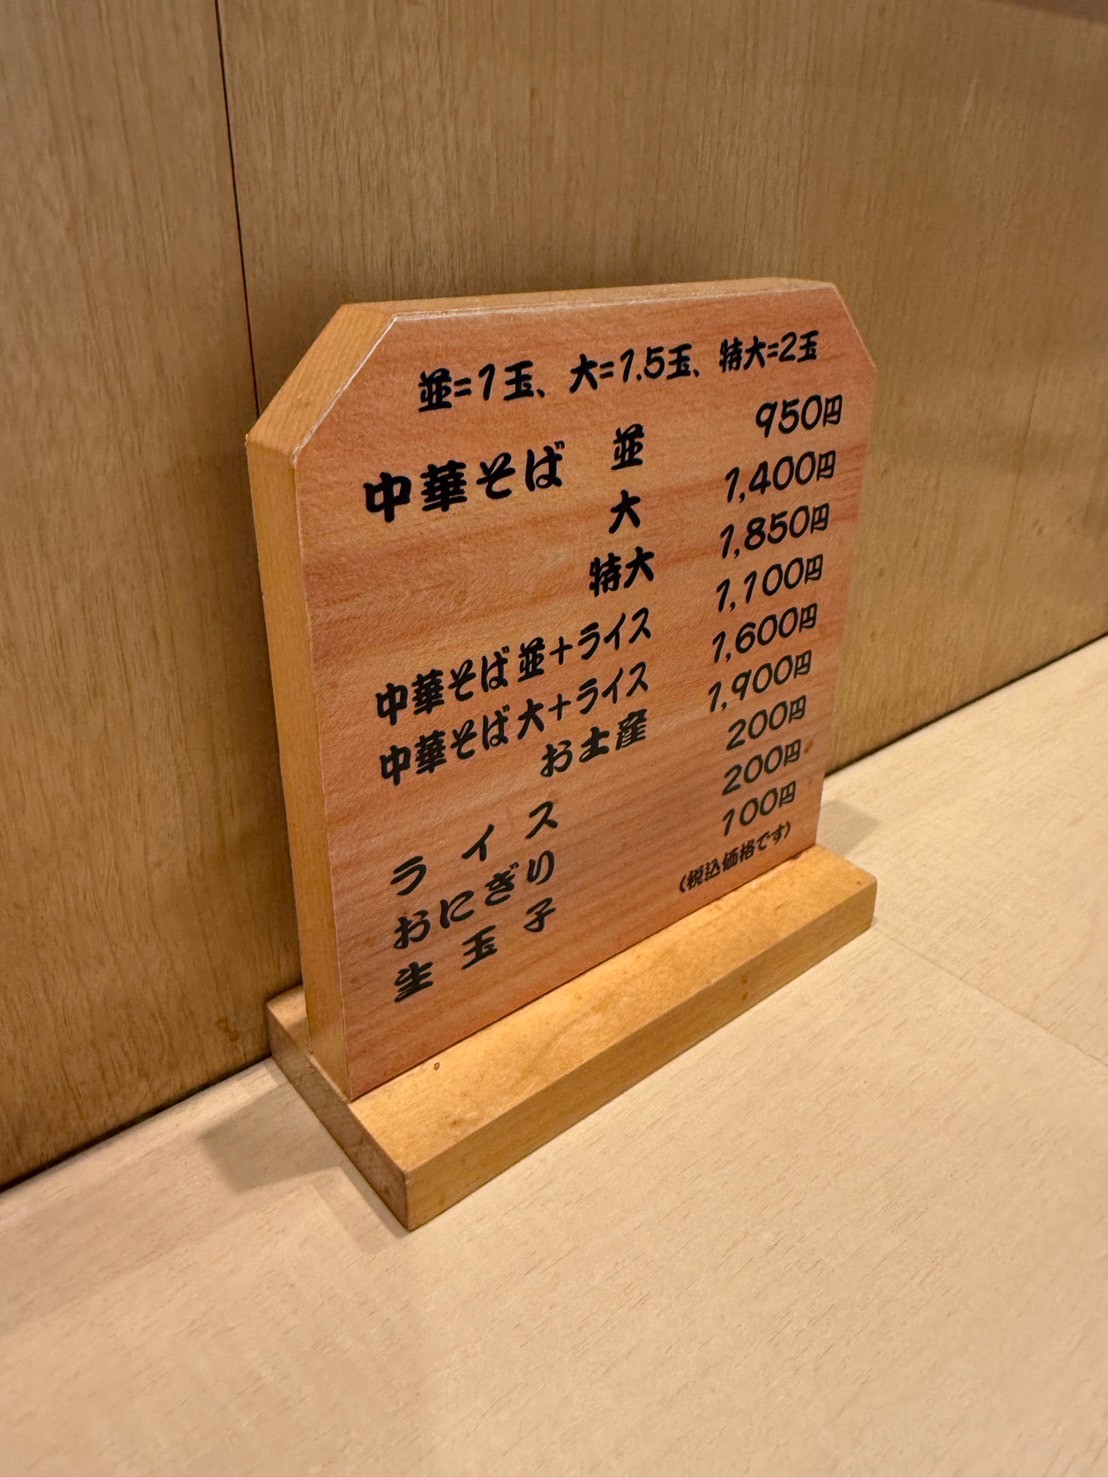 並=1玉、大=1.5玉、特大=2玉
中華そば 並 950円
大 1,400円
特大 1,850円
中華そば並+ライス 1,100円
中華そば大+ライス 1,600円
お土産 1,900円
ライス 200円
おにぎり 200円
生玉子 100円
(税込価格です)